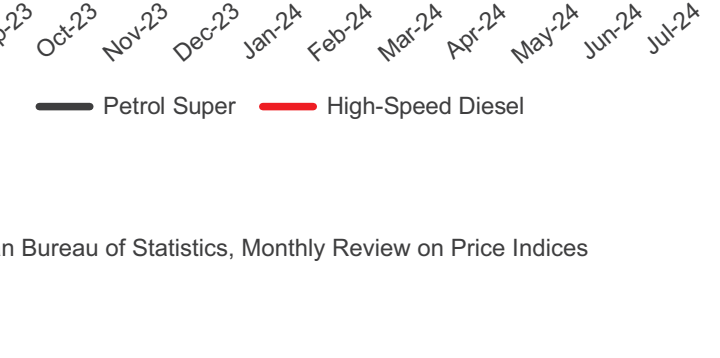 Oct-23 Nov-23 Dec-23 Jan-24 Feb-24 Mar-24 Apr-24 May-24 Jun-24 Jul-24
Petrol Super High-Speed Diesel
Bureau of Statistics, Monthly Review on Price Indices